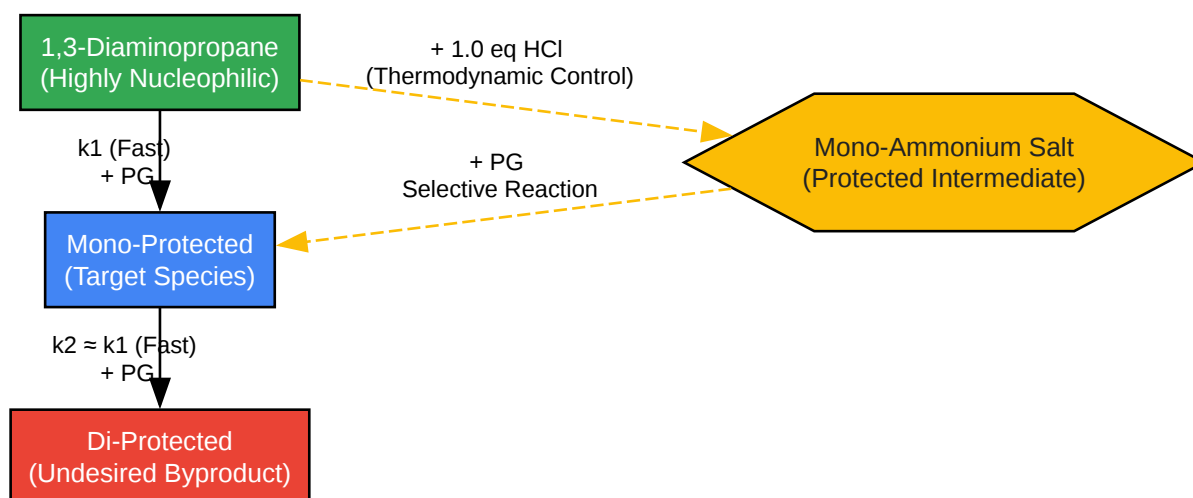 1,3-Diaminopropane
(Highly Nucleophilic)
+ 1.0 eq HCl
(Thermodynamic Control)
Mono-Ammonium Salt
(Protected Intermediate)
k1 (Fast)
+ PG
+ PG
Selective Reaction
Mono-Protected
(Target Species)
k2 ≈ k1 (Fast)
+ PG
Di-Protected
(Undesired Byproduct)